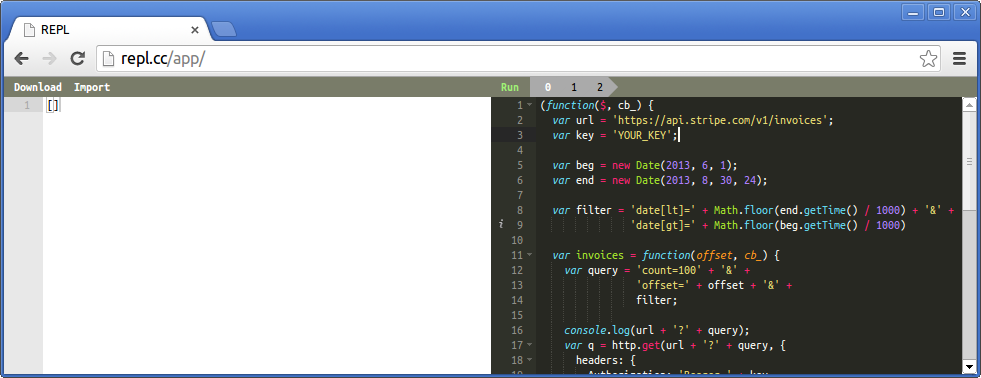 REPL
repl.cc/app/
Download Import
Run 0 1 2
1 []
1 (function($, cb_) {
2 var url = 'https://api.stripe.com/v1/invoices';
3 var key = 'YOUR_KEY';
4
5 var beg = new Date(2013, 6, 1);
6 var end = new Date(2013, 8, 30, 24);
7
8 var filter = 'date[lt]=' + Math.floor(end.getTime() / 1000) + '&' +
i 9 'date[gt]=' + Math.floor(beg.getTime() / 1000)
10
11 var invoices = function(offset, cb_) {
12 var query = 'count=100' + '&' +
13 'offset=' + offset + '&' +
14 filter;
15
16 console.log(url + '?' + query);
17 var q = http.get(url + '?' + query, {
18 headers: {
19 Authorization: 'Bearer ' + key